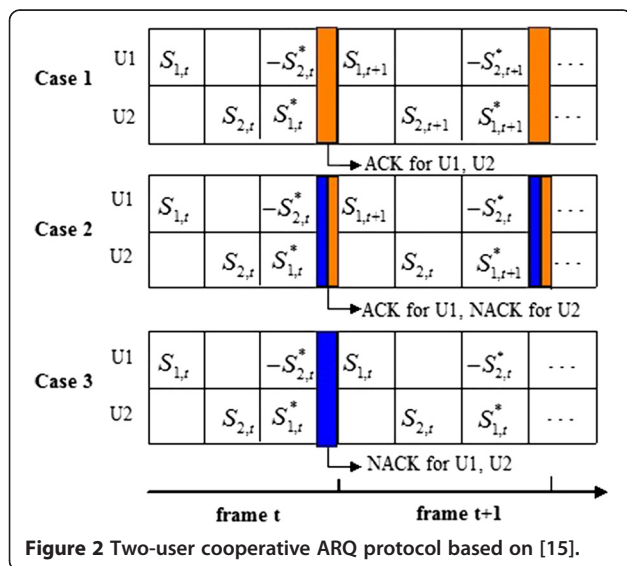 U1 S₁,ₜ −S*₂,ₜ S₁,ₜ₊₁ −S*₂,ₜ₊₁ ...
Case 1
U2 S₂,ₜ S*₁,ₜ S₂,ₜ₊₁ S*₁,ₜ₊₁ ...
ACK for U1, U2
U1 S₁,ₜ −S*₂,ₜ S₁,ₜ₊₁ −S*₂,ₜ ...
Case 2
U2 S₂,ₜ S*₁,ₜ S₂,ₜ S*₁,ₜ₊₁ ...
ACK for U1, NACK for U2
U1 S₁,ₜ −S*₂,ₜ S₁,ₜ −S*₂,ₜ ...
Case 3
U2 S₂,ₜ S*₁,ₜ S₂,ₜ S*₁,ₜ ...
NACK for U1, U2
frame t frame t+1
Figure 2 Two-user cooperative ARQ protocol based on [15].